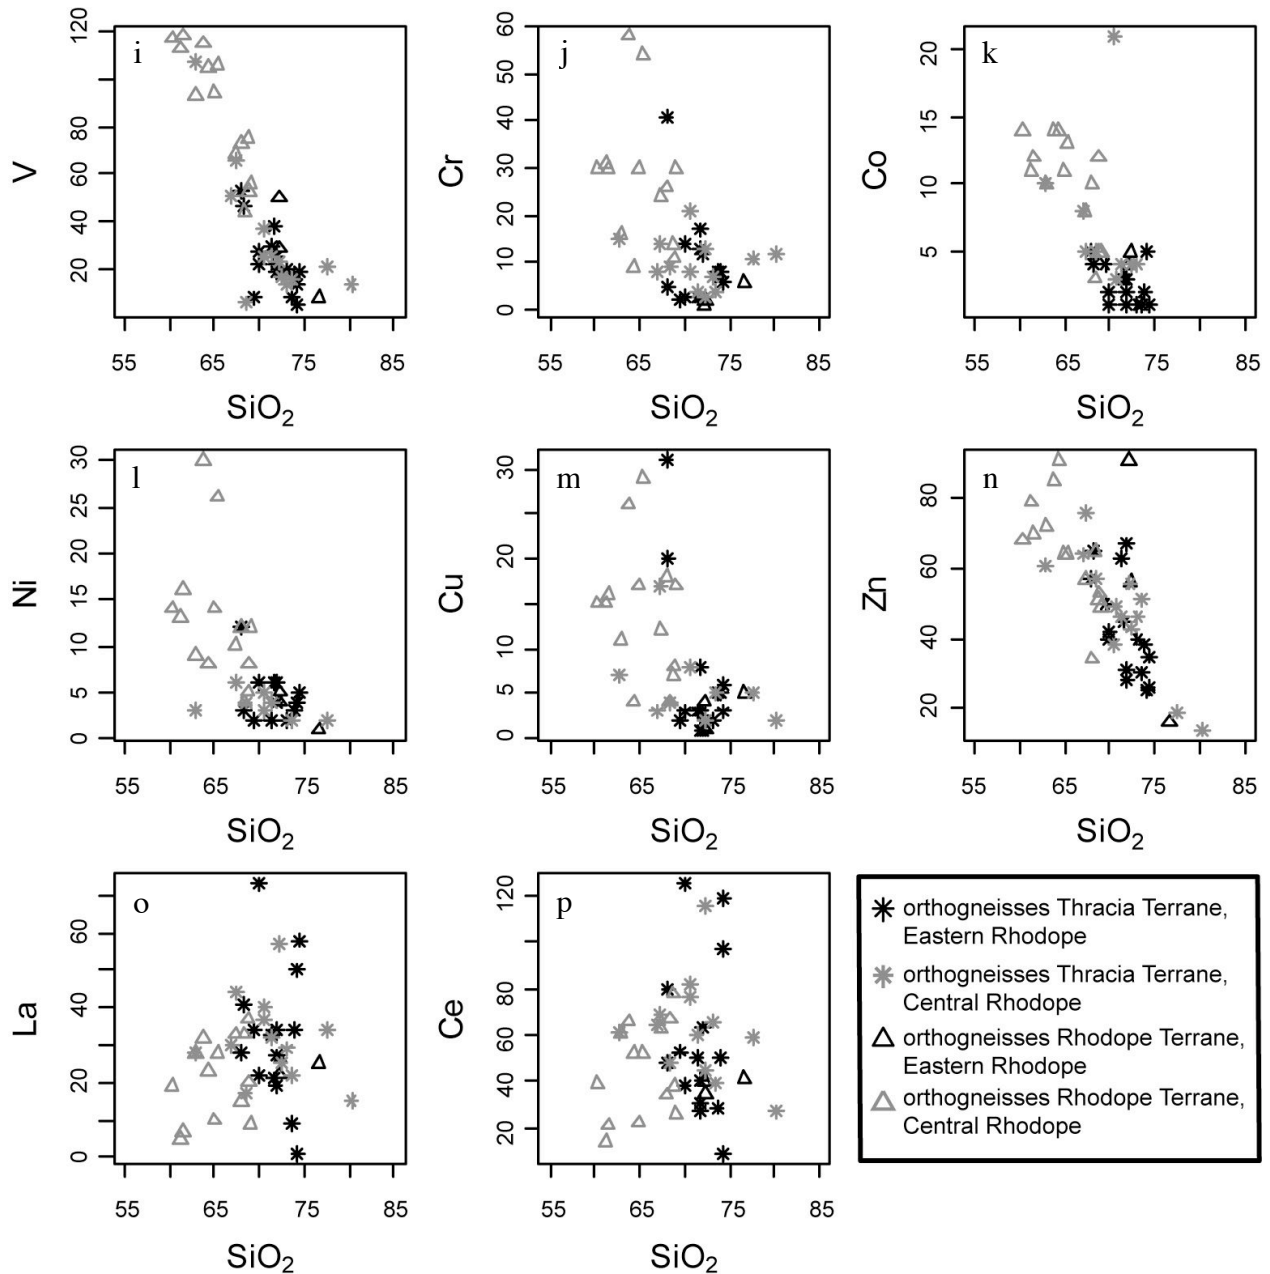 i
V
120
80
60
40
20
55 65 75 85
SiO₂
j
Cr
60
50
40
30
20
10
0
55 65 75 85
SiO₂
k
Co
20
15
10
5
55 65 75 85
SiO₂
l
Ni
30
25
20
15
10
5
0
55 65 75 85
SiO₂
m
Cu
30
20
10
5
0
55 65 75 85
SiO₂
n
Zn
80
60
40
20
55 65 75 85
SiO₂
o
La
60
40
20
0
55 65 75 85
SiO₂
p
Ce
120
80
60
40
20
55 65 75 85
SiO₂
orthogneisses Thracia Terrane,
Eastern Rhodope
orthogneisses Thracia Terrane,
Central Rhodope
orthogneisses Rhodope Terrane,
Eastern Rhodope
orthogneisses Rhodope Terrane,
Central Rhodope